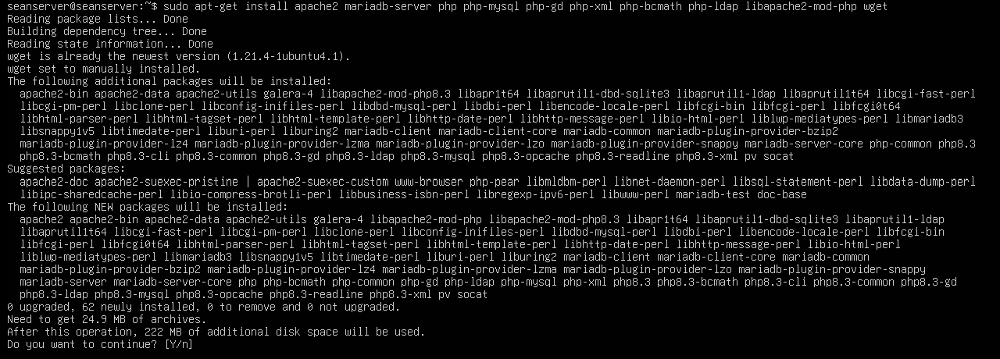 seanserver@seanserver:~$ sudo apt-get install apache2 mariadb-server php php-mysql php-gd php-xml php-bcmath php-ldap libapache2-mod-php wget
Reading package lists... Done
Building dependency tree... Done
Reading state information... Done
wget is already the newest version (1.21.4-1ubuntu4.1).
wget set to manually installed.
The following additional packages will be installed:
  apache2-bin apache2-data apache2-utils galera-4 libapache2-mod-php8.3 libapr1t64 libaprutil1-dbd-sqlite3 libaprutil1-ldap libaprutil1t64 libcgi-fast-perl
  libcgi-pm-perl libclone-perl libconfig-inifiles-perl libdbd-mysql-perl libdbi-perl libencode-locale-perl libfcgi-bin libfcgi-perl libfcgi0t64
  libhtml-parser-perl libhtml-tagset-perl libhtml-template-perl libhttp-date-perl libhttp-message-perl libio-html-perl liblwp-mediatypes-perl libmariadb3
  libsnappy1v5 libtimedate-perl liburi-perl liburing2 mariadb-client mariadb-client-core mariadb-common mariadb-plugin-provider-bzip2
  mariadb-plugin-provider-lz4 mariadb-plugin-provider-lzma mariadb-plugin-provider-lzo mariadb-plugin-provider-snappy mariadb-server-core php-common php8.3
  php8.3-bcmath php8.3-cli php8.3-common php8.3-gd php8.3-ldap php8.3-mysql php8.3-opcache php8.3-readline php8.3-xml pv socat
Suggested packages:
  apache2-doc apache2-suexec-pristine | apache2-suexec-custom www-browser php-pear libmldbm-perl libnet-daemon-perl libsql-statement-perl libdata-dump-perl
  libipc-sharedcache-perl libio-compress-brotli-perl libbusiness-isbn-perl libregexp-ipv6-perl libwww-perl mariadb-test doc-base
The following NEW packages will be installed:
  apache2 apache2-bin apache2-data apache2-utils galera-4 libapache2-mod-php libapache2-mod-php8.3 libapr1t64 libaprutil1-dbd-sqlite3 libaprutil1-ldap
  libaprutil1t64 libcgi-fast-perl libcgi-pm-perl libclone-perl libconfig-inifiles-perl libdbd-mysql-perl libdbi-perl libencode-locale-perl libfcgi-bin
  libfcgi-perl libfcgi0t64 libhtml-parser-perl libhtml-tagset-perl libhtml-template-perl libhttp-date-perl libhttp-message-perl libio-html-perl
  liblwp-mediatypes-perl libmariadb3 libsnappy1v5 libtimedate-perl liburi-perl liburing2 mariadb-client mariadb-client-core mariadb-common
  mariadb-plugin-provider-bzip2 mariadb-plugin-provider-lz4 mariadb-plugin-provider-lzma mariadb-plugin-provider-lzo mariadb-plugin-provider-snappy
  mariadb-server mariadb-server-core php php-bcmath php-common php-gd php-ldap php-mysql php-xml php8.3 php8.3-bcmath php8.3-cli php8.3-common php8.3-gd
  php8.3-ldap php8.3-mysql php8.3-opcache php8.3-readline php8.3-xml pv socat
0 upgraded, 62 newly installed, 0 to remove and 0 not upgraded.
Need to get 24.9 MB of archives.
After this operation, 222 MB of additional disk space will be used.
Do you want to continue? [Y/n]